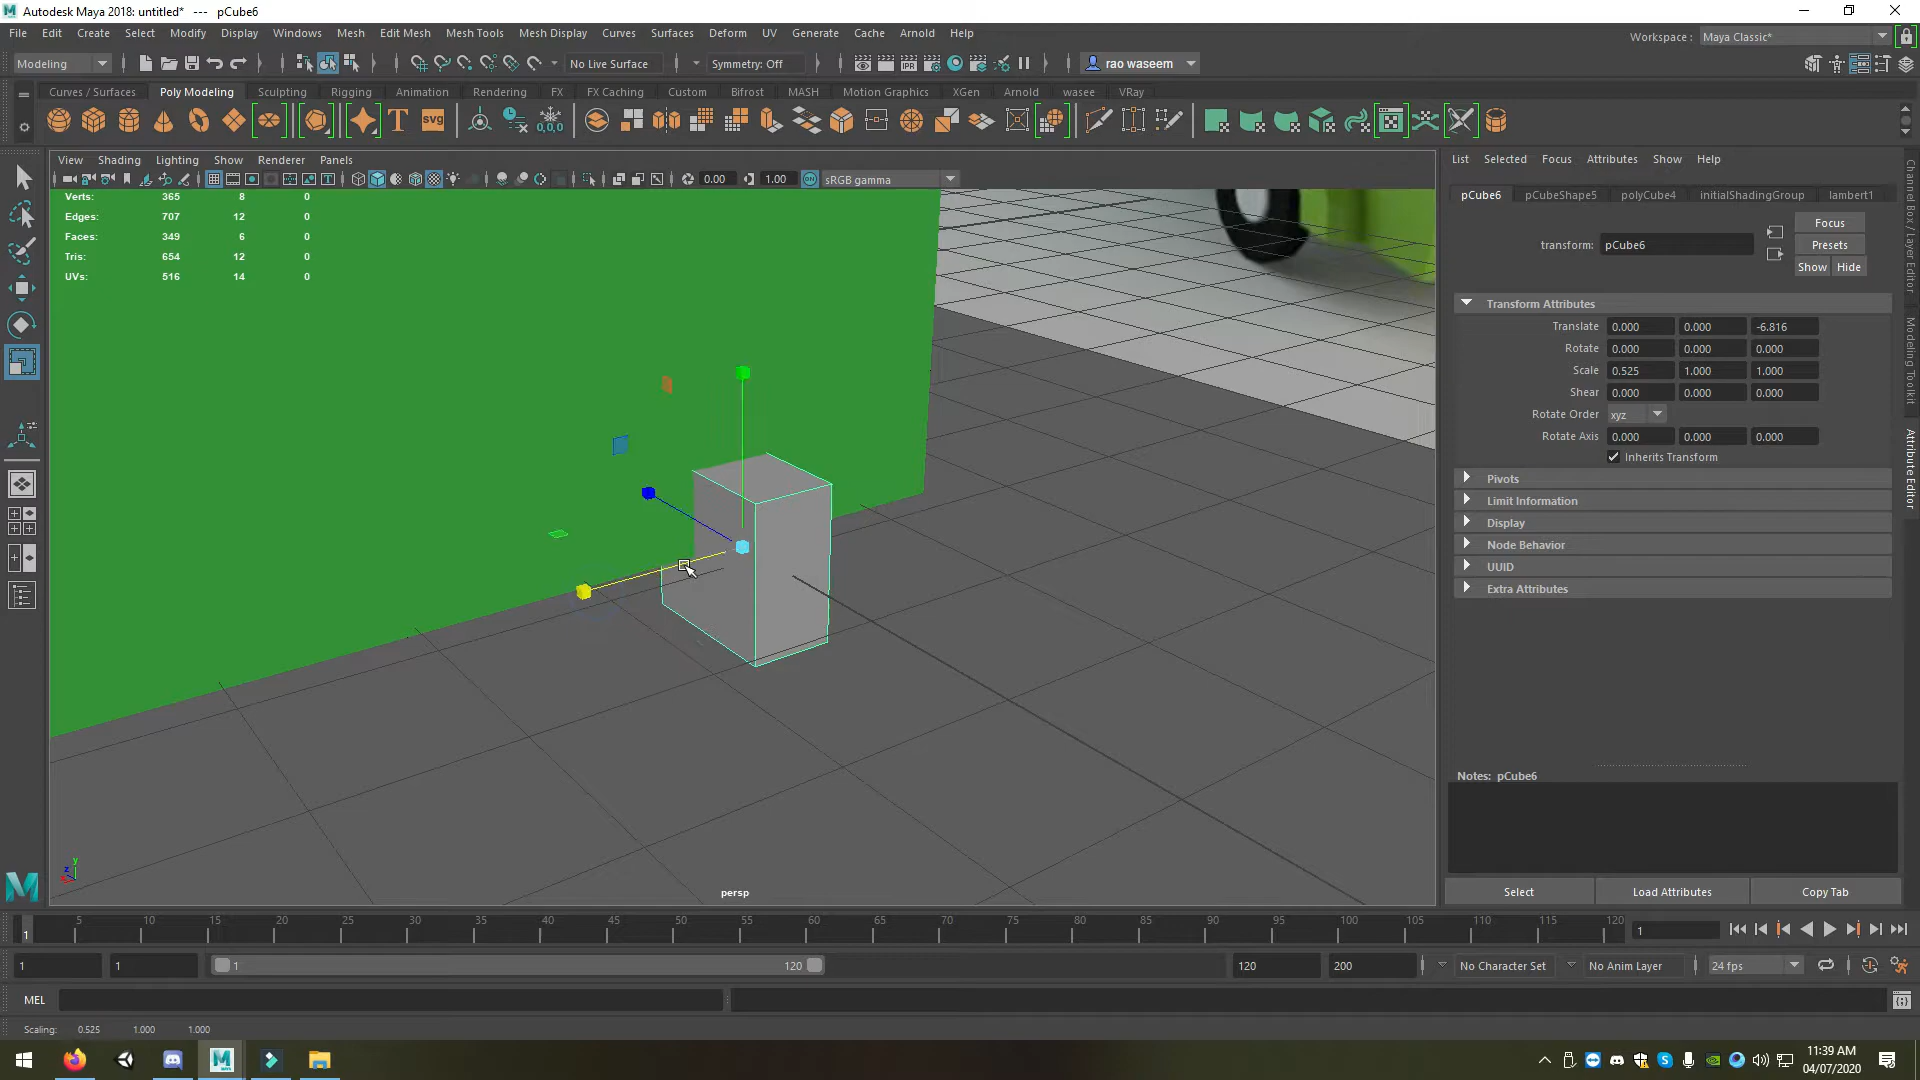 Autodesk Maya 2018: untitled* --- pCube6
File Edit Create Select Modify Display Windows Mesh Edit Mesh Mesh Tools Mesh Display Curves Surfaces Deform UV Generate Cache Arnold Help
Workspace : Maya Classic*
Modeling No Live Surface Symmetry: Off rao waseem
Curves / Surfaces Poly Modeling Sculpting Rigging Animation Rendering FX FX Caching Custom Bifrost MASH Motion Graphics XGen Arnold wasee VRay
View Shading Lighting Show Renderer Panels
0.00 1.00 sRGB gamma
Verts: 365 8 0
Edges: 707 12 0
Faces: 349 6 0
Tris: 654 12 0
UVs: 516 14 0
persp
List Selected Focus Attributes Show Help
pCube6 pCubeShape5 polyCube4 initialShadingGroup lambert1
Focus
transform: pCube6 Presets
Show Hide
Transform Attributes
Translate 0.000 0.000 -6.816
Rotate 0.000 0.000 0.000
Scale 0.525 1.000 1.000
Shear 0.000 0.000 0.000
Rotate Order xyz
Rotate Axis 0.000 0.000 0.000
Inherits Transform
Pivots
Limit Information
Display
Node Behavior
UUID
Extra Attributes
Notes: pCube6
Select Load Attributes Copy Tab
Channel Box / Layer Editor
Modeling Toolkit
Attribute Editor
1 5 10 15 20 25 30 35 40 45 50 55 60 65 70 75 80 85 90 95 100 105 110 115 120 1
1 1 1 120 120 200 No Character Set No Anim Layer 24 fps
MEL
Scaling: 0.525 1.000 1.000
11:39 AM
04/07/2020